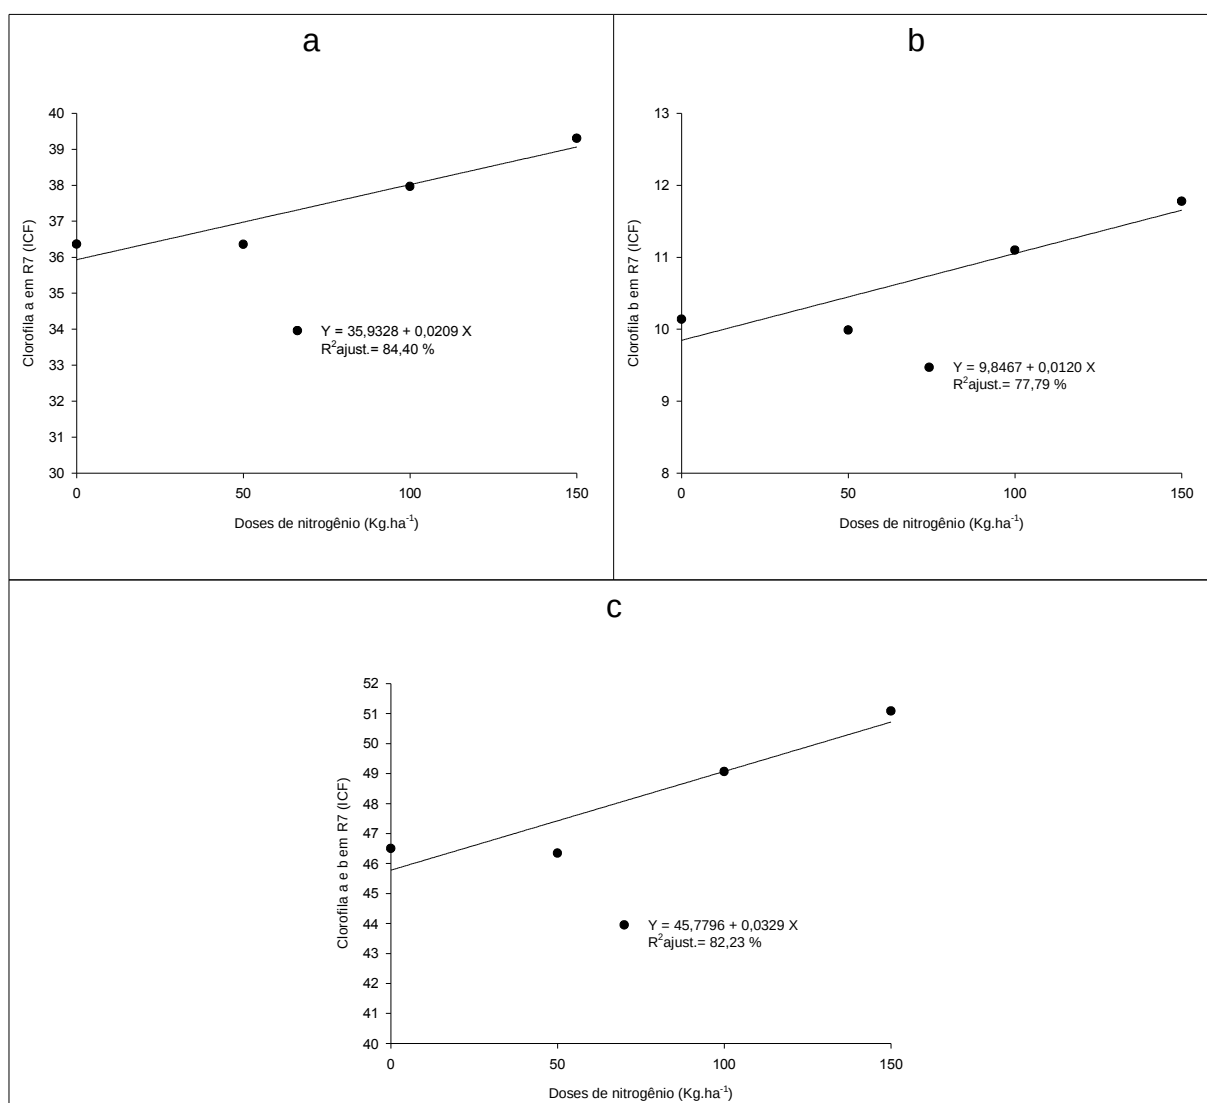 a
40
39
38
37
36
35
34
33
32
31
30
Clorofila a em R7 (ICF)
Y = 35,9328 + 0,0209 X
R²ajust.= 84,40 %
0 50 100 150
Doses de nitrogênio (Kg.ha⁻¹)
b
13
12
11
10
9
8
Clorofila b em R7 (ICF)
Y = 9,8467 + 0,0120 X
R²ajust.= 77,79 %
0 50 100 150
Doses de nitrogênio (Kg.ha⁻¹)
c
52
51
50
49
48
47
46
45
44
43
42
41
40
Clorofila a e b em R7 (ICF)
Y = 45,7796 + 0,0329 X
R²ajust.= 82,23 %
0 50 100 150
Doses de nitrogênio (Kg.ha⁻¹)